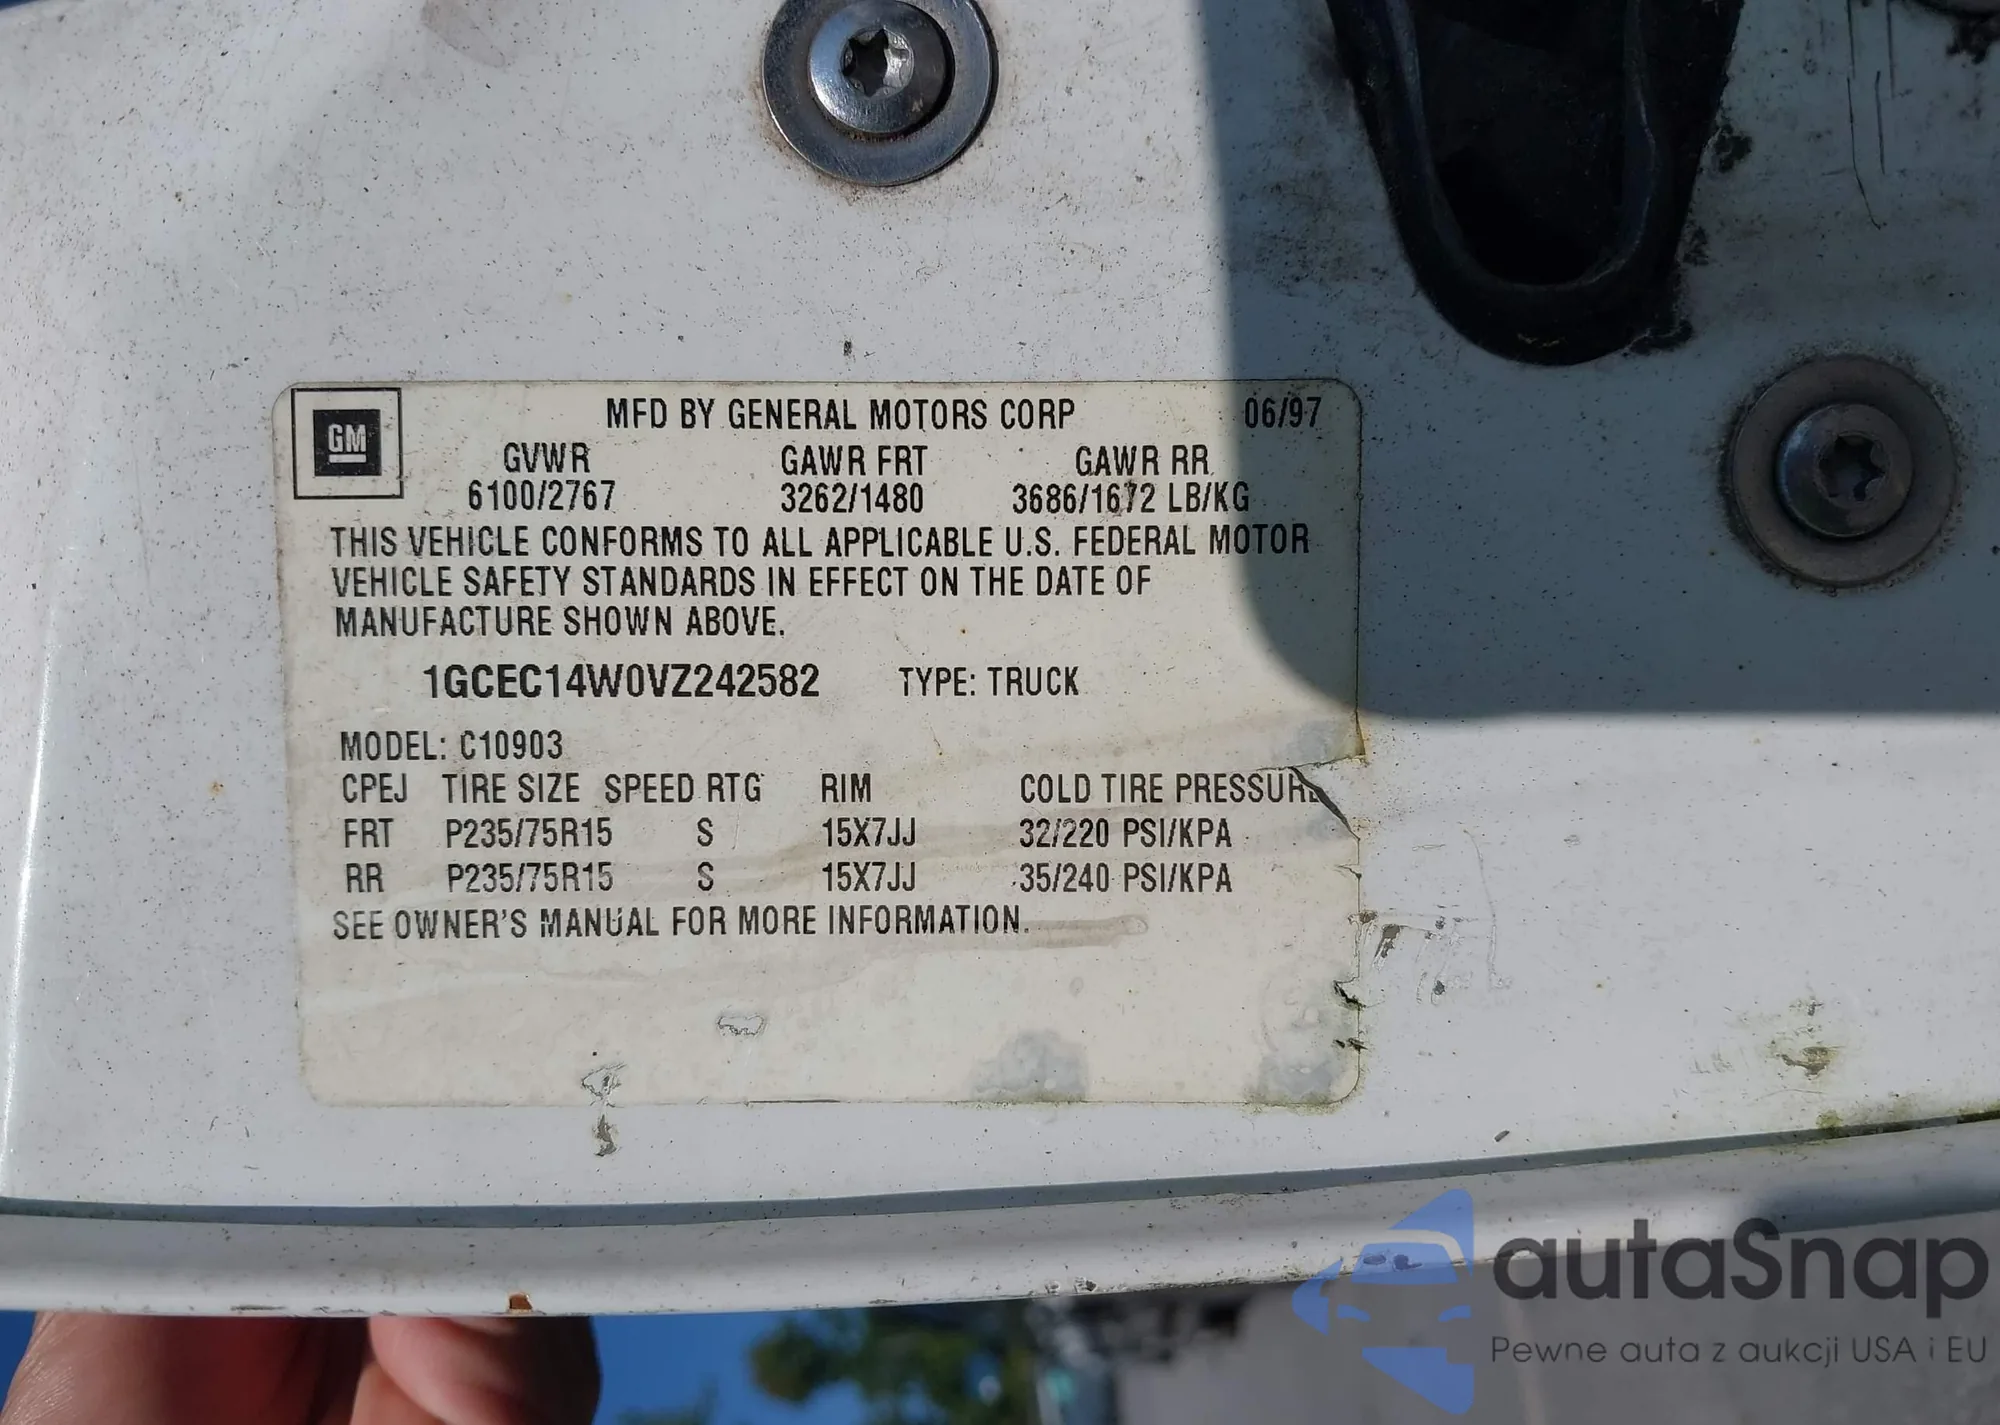 GM
MFD BY GENERAL MOTORS CORP 06/97
GVWR GAWR FRT GAWR RR
6100/2767 3262/1480 3686/1672 LB/KG
THIS VEHICLE CONFORMS TO ALL APPLICABLE U.S. FEDERAL MOTOR
VEHICLE SAFETY STANDARDS IN EFFECT ON THE DATE OF
MANUFACTURE SHOWN ABOVE.
1GCEC14W0VZ242582 TYPE: TRUCK
MODEL: C10903
CPEJ TIRE SIZE SPEED RTG RIM COLD TIRE PRESSURE
FRT P235/75R15 S 15X7JJ 32/220 PSI/KPA
RR P235/75R15 S 15X7JJ 35/240 PSI/KPA
SEE OWNER'S MANUAL FOR MORE INFORMATION.
autaSnap
Pewne auta z aukcji USA i EU